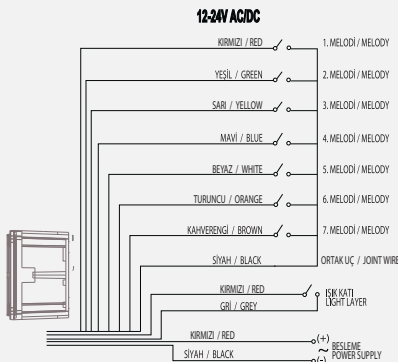 12-24V AC/DC
KIRMIZI / RED 1. MELODİ / MELODY
YEŞİL / GREEN 2. MELODİ / MELODY
SARI / YELLOW 3. MELODİ / MELODY
MAVİ / BLUE 4. MELODİ / MELODY
BEYAZ / WHITE 5. MELODİ / MELODY
TURUNCU / ORANGE 6. MELODİ / MELODY
KAHVERENGİ / BROWN 7. MELODİ / MELODY
SİYAH / BLACK ORTAK UÇ / JOINT WIRE
KIRMIZI / RED IŞIK KATI
LIGHT LAYER
GRİ / GREY
KIRMIZI / RED (+) BESLEME
~ POWER SUPPLY
SİYAH / BLACK (-)